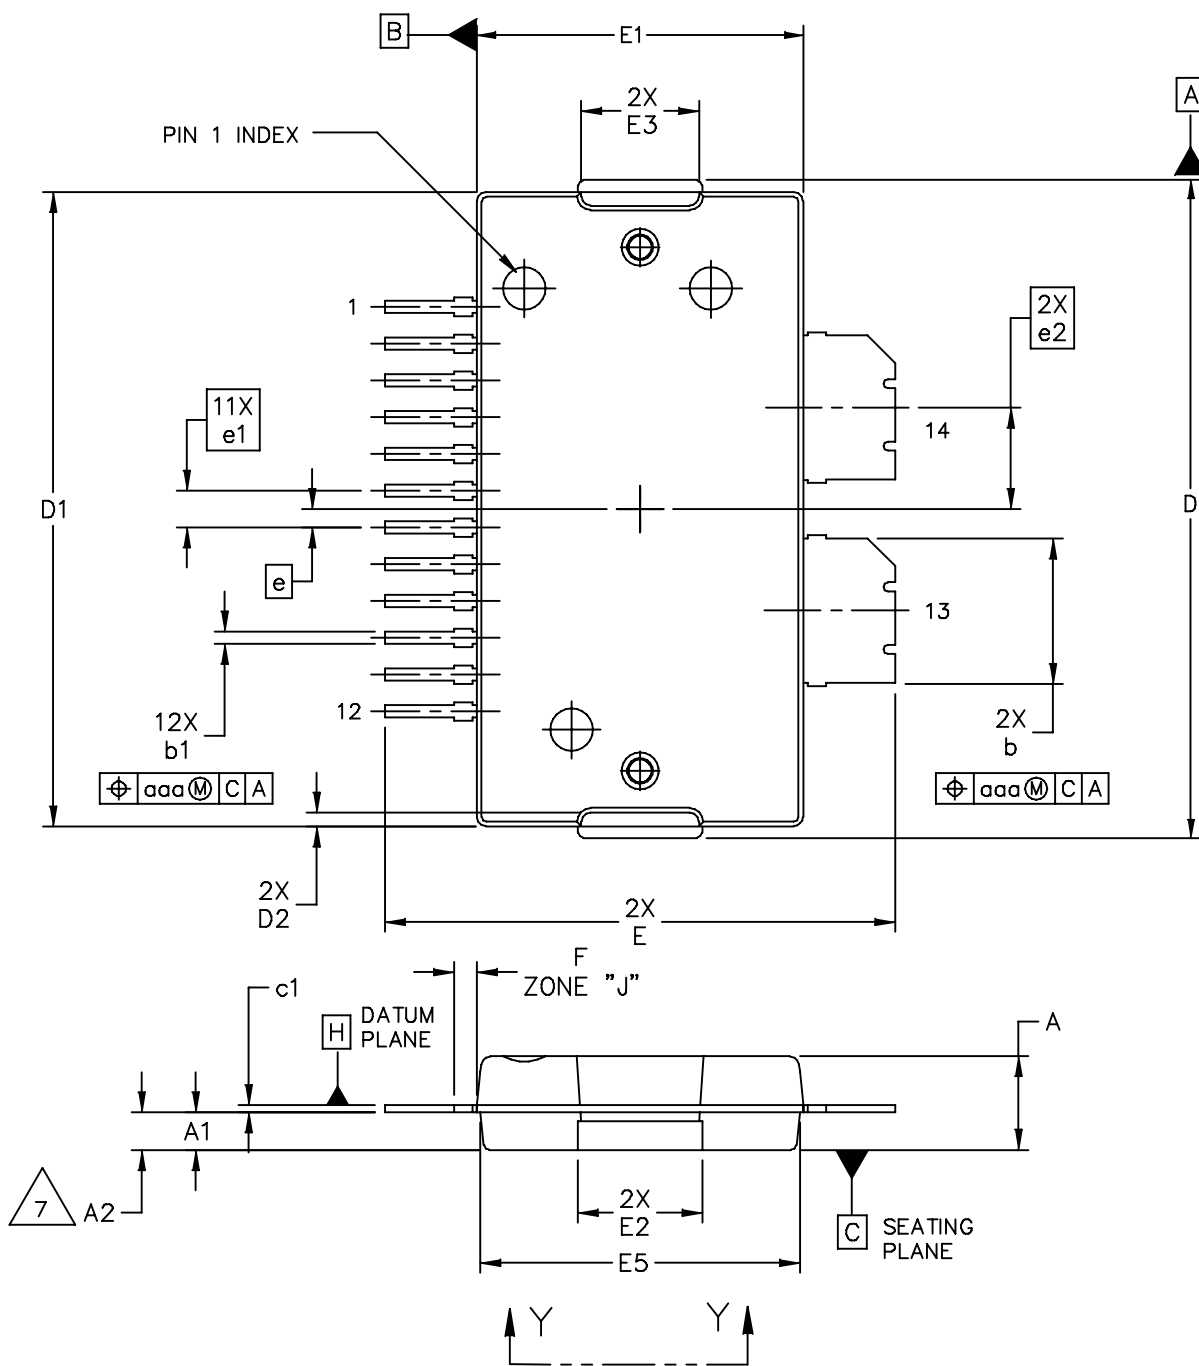 B
E1
2X
E3
A
PIN 1 INDEX
1
2X
e2
11X
e1
14
D1
D
e
13
12
12X
b1
2X
b
⌖ aaa Ⓜ C A
⌖ aaa Ⓜ C A
2X
D2
2X
E
F
ZONE "J"
c1
H
DATUM
PLANE
A
A1
7
A2
2X
E2
C
SEATING
PLANE
E5
Y
Y